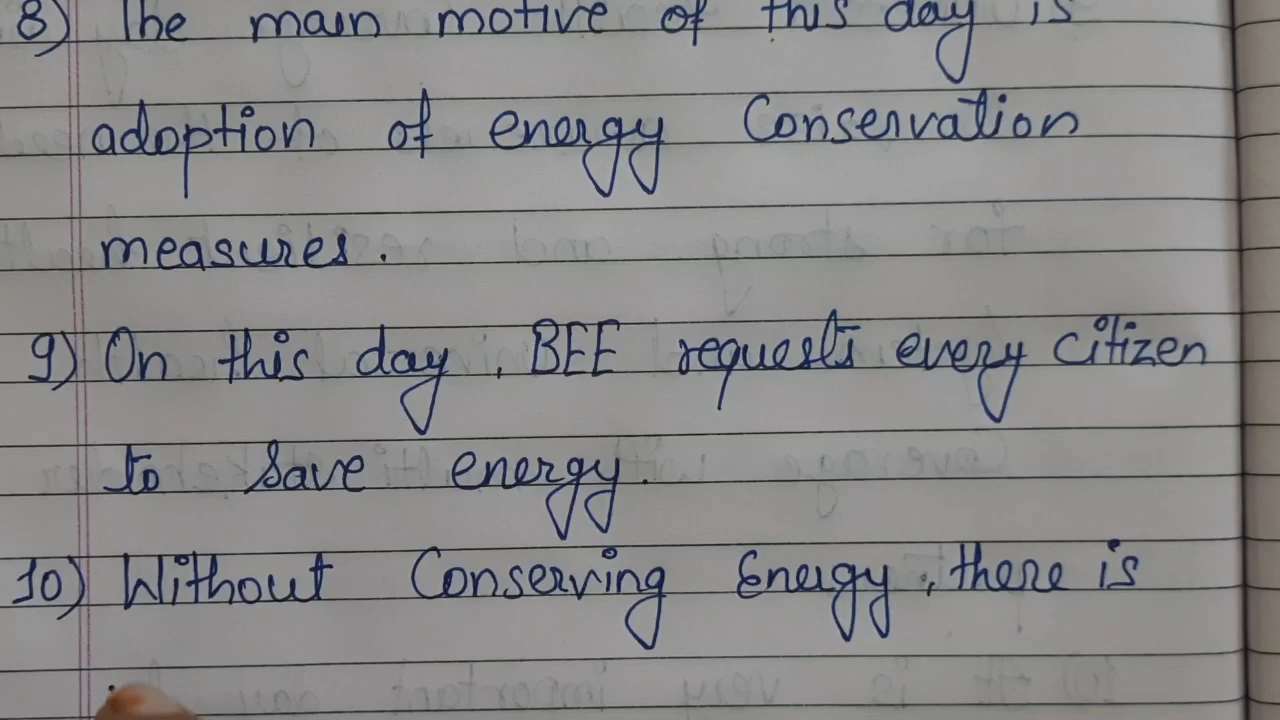 8) The main motive of this day is
adoption of energy Conservation
measures.
9) On this day, BEE requests every citizen
to save energy.
10) Without Conserving Energy, there is